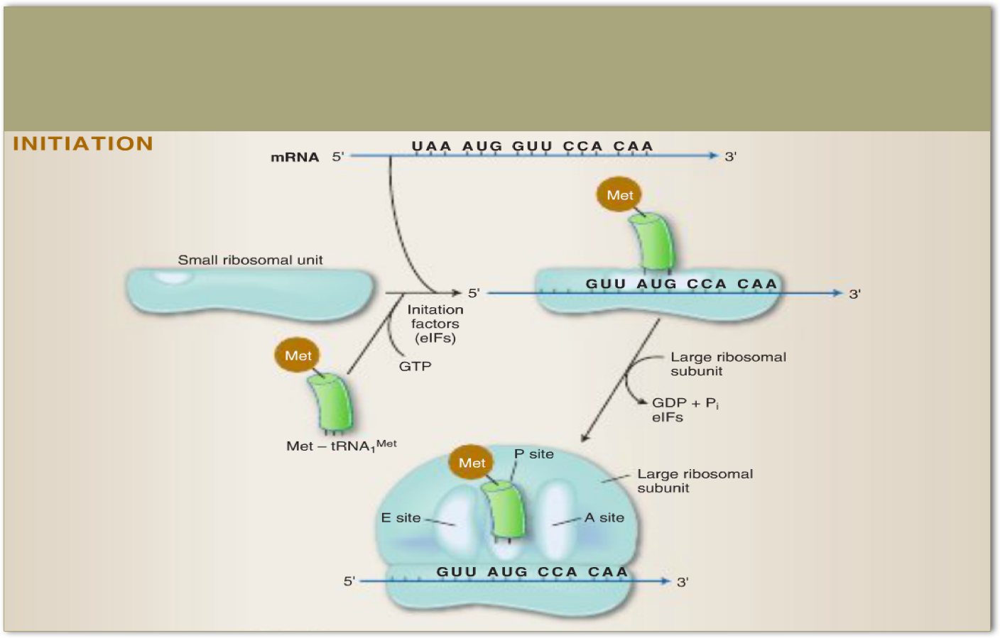 INITIATION
mRNA 5' UAA AUG GUU CCA CAA 3'
Met
Small ribosomal unit
5' GUU AUG CCA CAA 3'
Initation
factors
(eIFs)
GTP
Met
Met – tRNA₁ᴹᵉᵗ
Large ribosomal
subunit
GDP + Pᵢ
eIFs
Met
P site
Large ribosomal
subunit
E site
A site
5' GUU AUG CCA CAA 3'